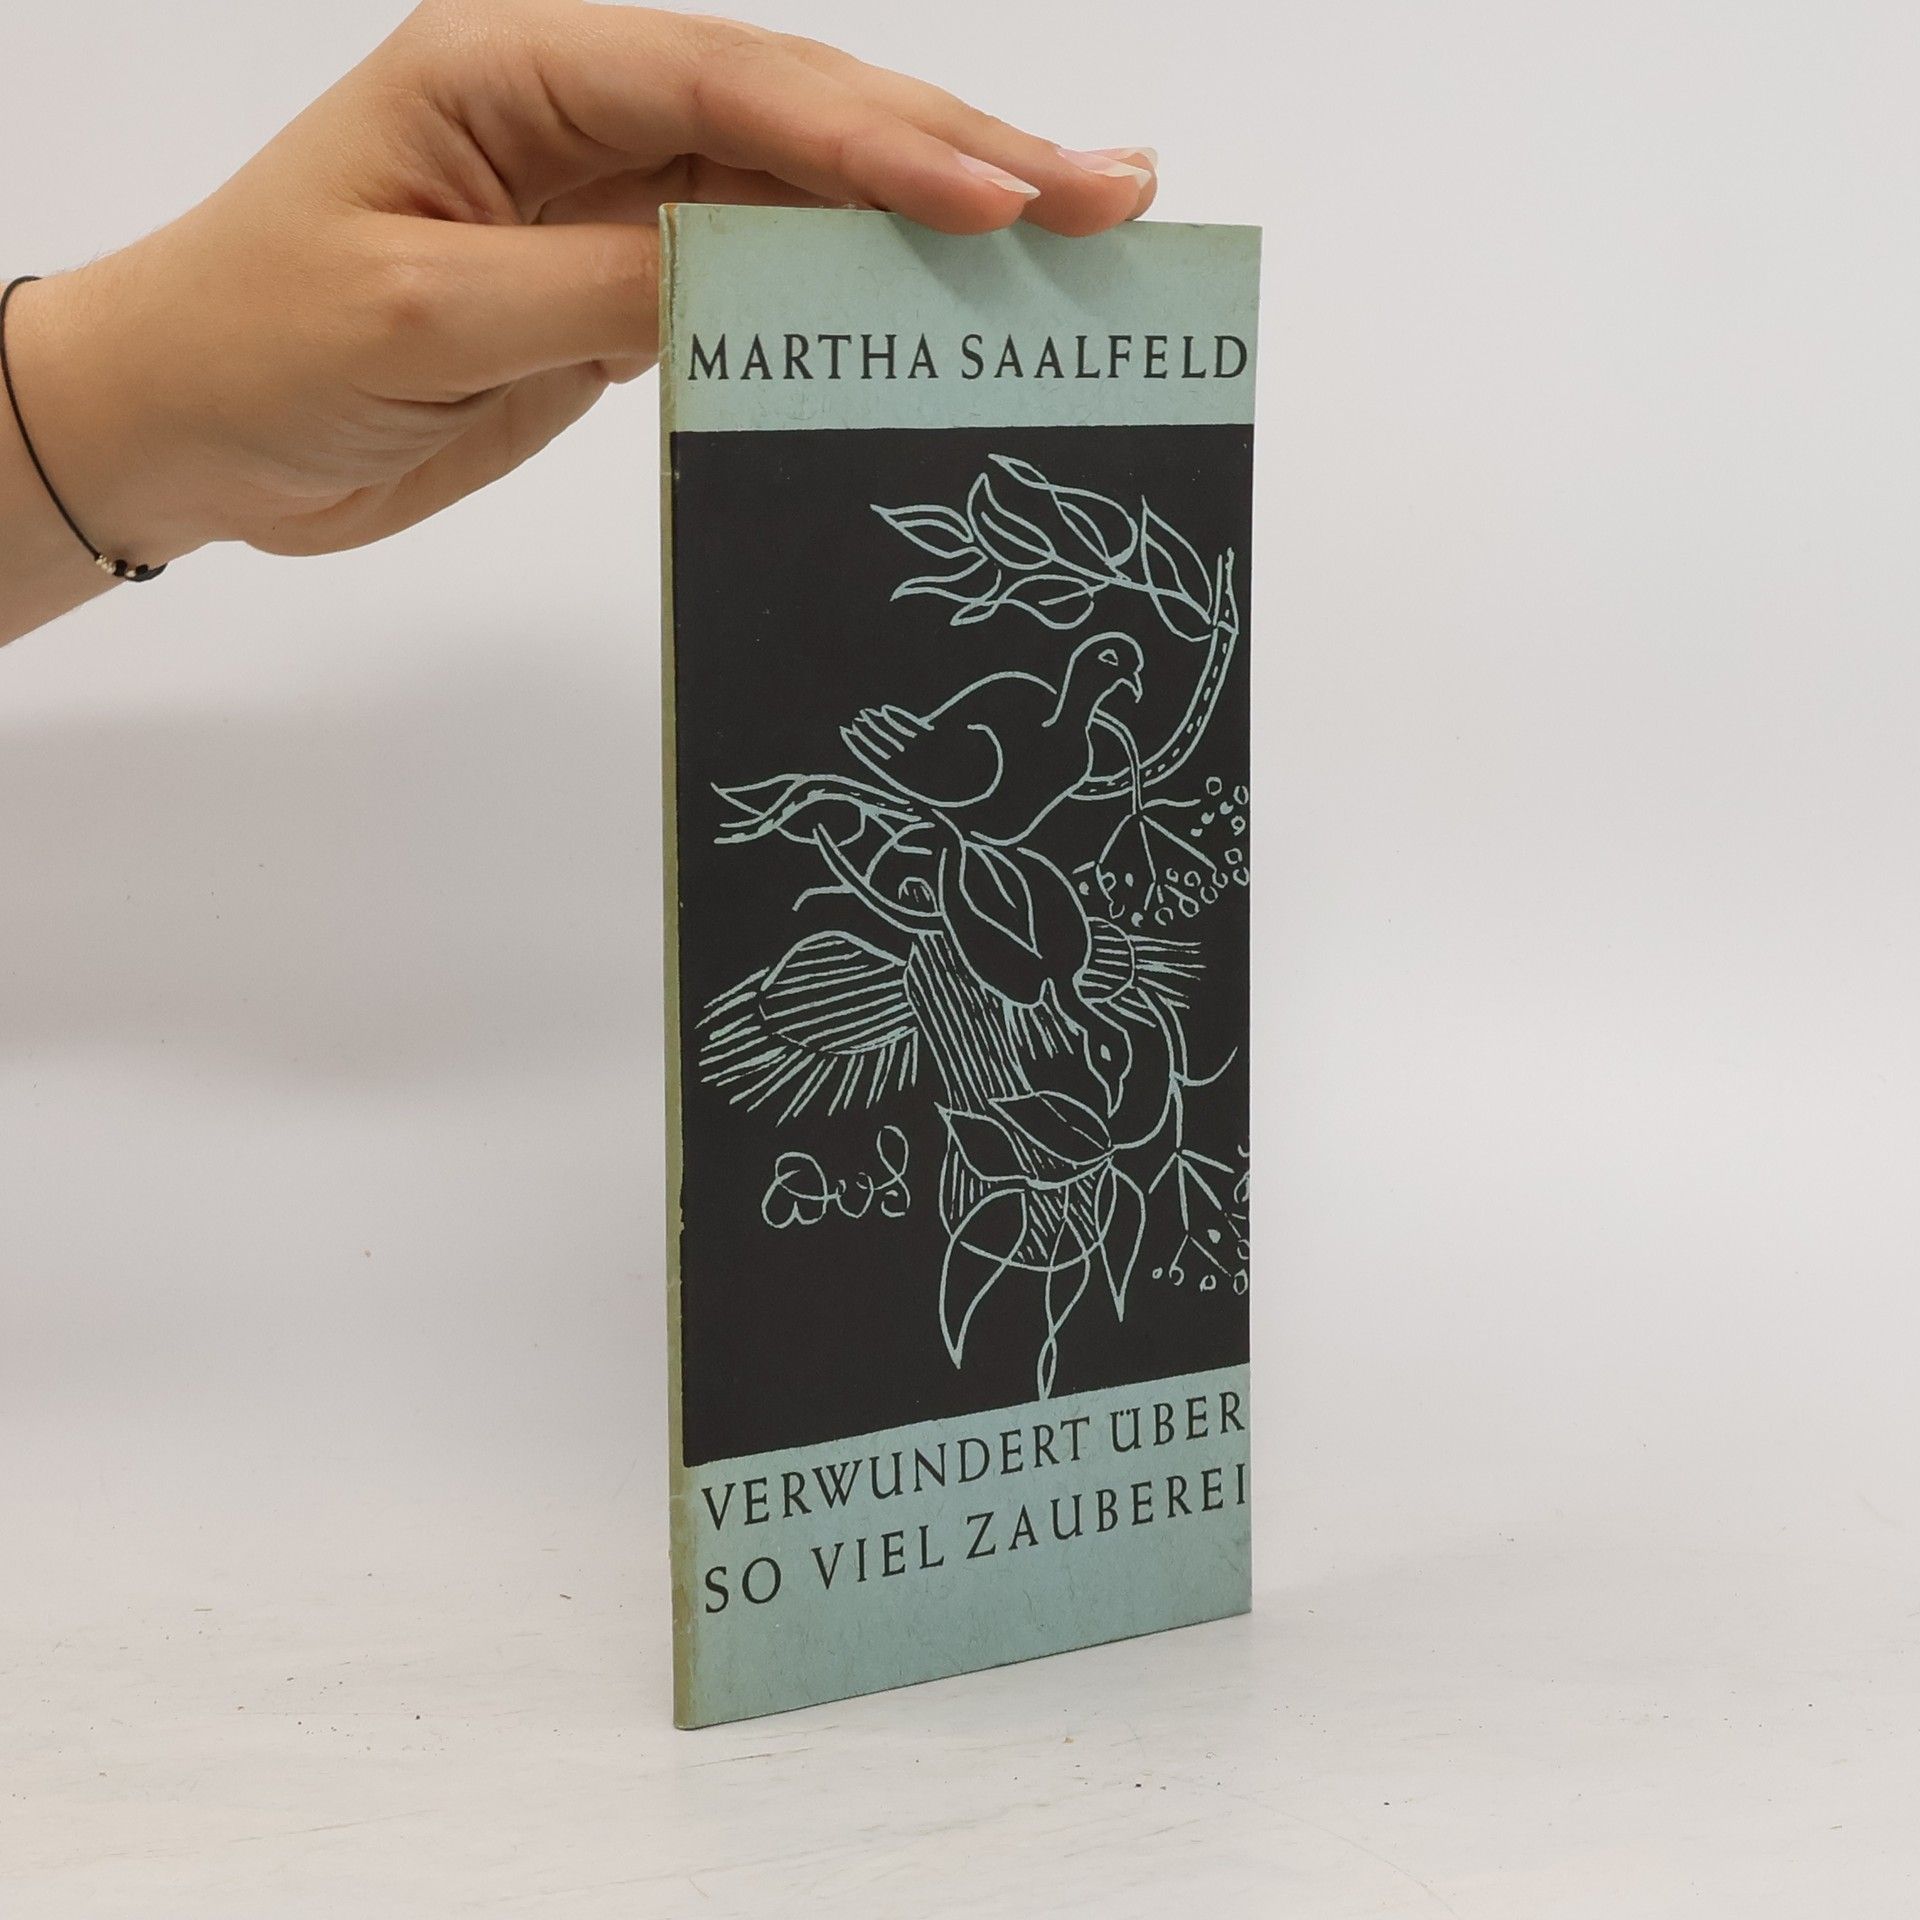 MARTHA SAALFELD
VERWUNDERT ÜBER
SO VIEL ZAUBEREI